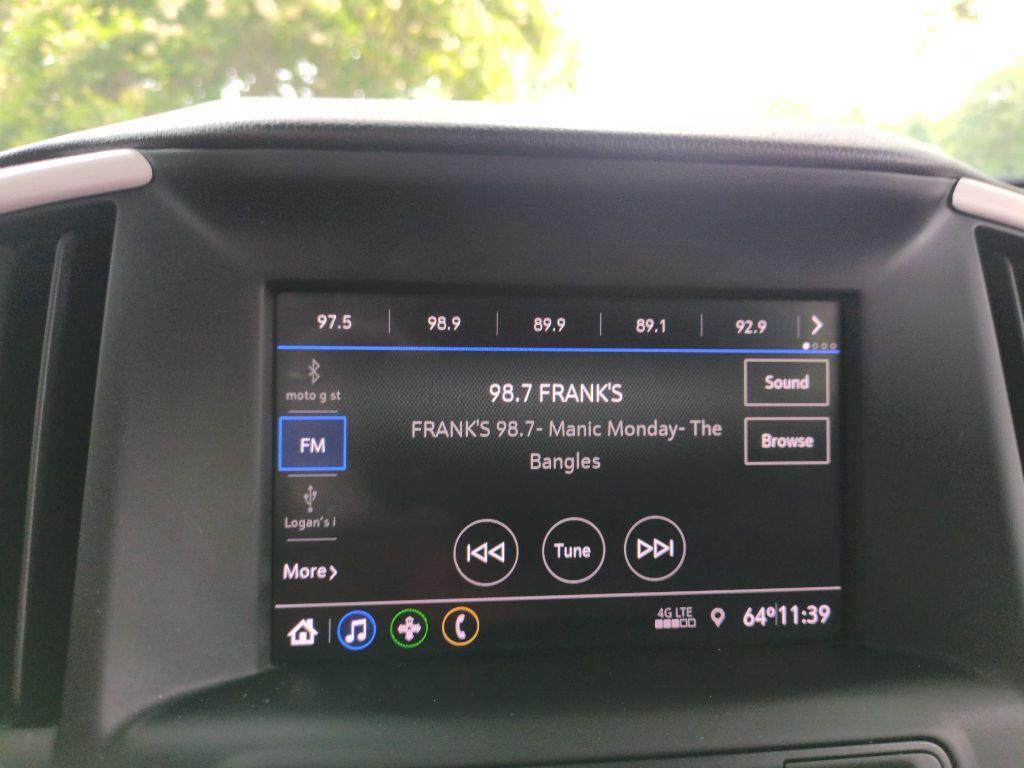 97.5 98.9 89.9 89.1 92.9
moto g st
98.7 FRANK'S
Sound
FM
FRANK'S 98.7- Manic Monday- The
Bangles
Browse
Logan's i
More
Tune
4G LTE
64° 11:39